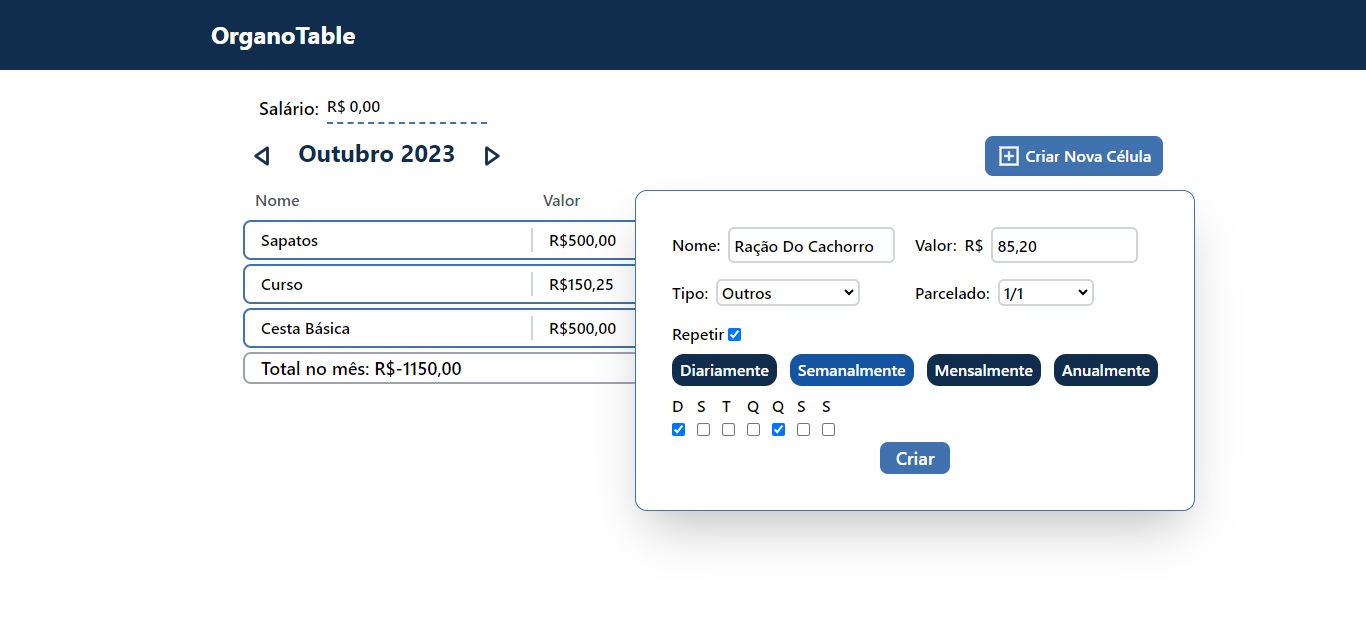 OrganoTable
Salário: R$ 0,00
Outubro 2023
Criar Nova Célula
Nome Valor
Sapatos R$500,00
Curso R$150,25
Cesta Básica R$500,00
Total no mês: R$-1150,00
Nome: Ração Do Cachorro Valor: R$ 85,20
Tipo: Outros Parcelado: 1/1
Repetir
Diariamente Semanalmente Mensalmente Anualmente
D S T Q Q S S
Criar